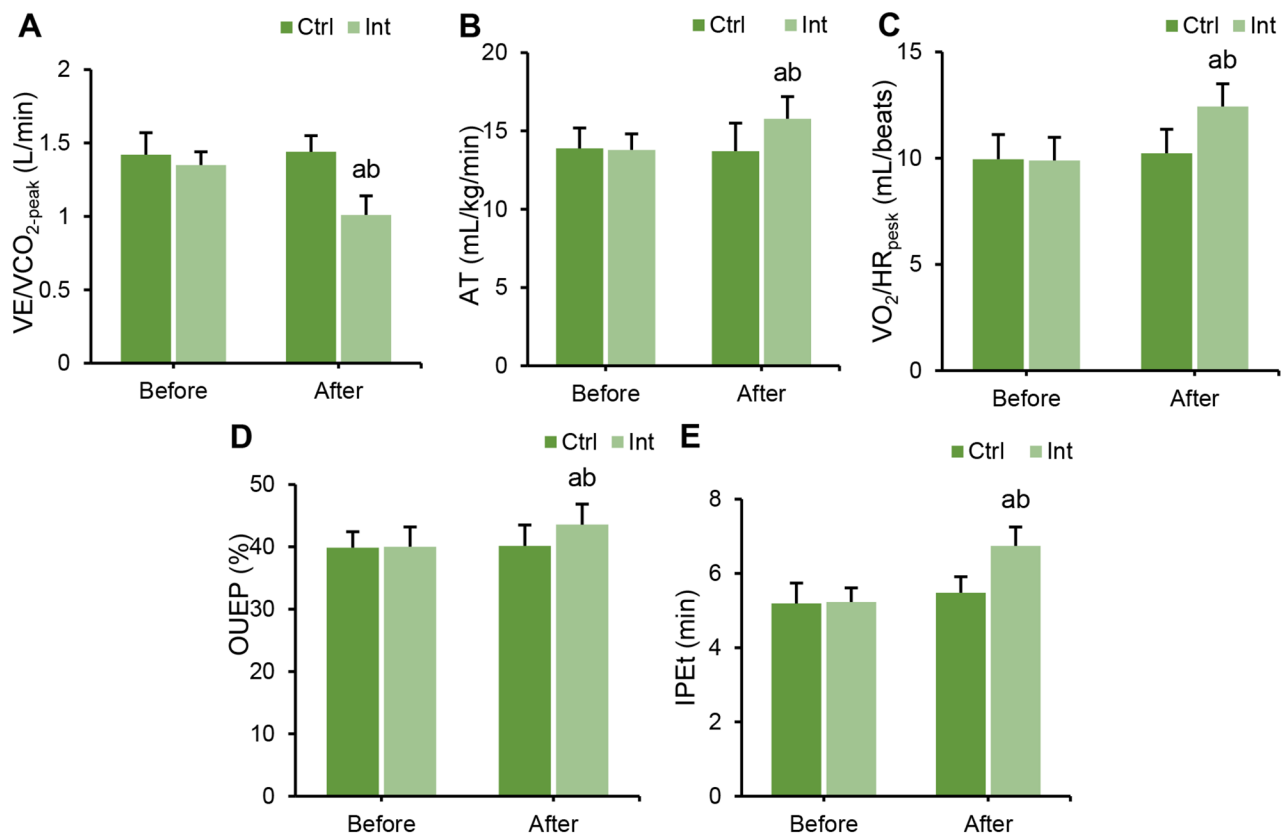 A
Ctrl Int
VE/VCO2-peak (L/min)
2
1.5
1
0.5
0
ab
Before After
B
Ctrl Int
AT (mL/kg/min)
20
15
10
5
0
ab
Before After
C
Ctrl Int
VO2/HRpesk (mL/beats)
15
10
5
0
ab
Before After
D
Ctrl Int
OUEP (%)
50
40
30
20
10
0
ab
Before After
E
Ctrl Int
IPEt (min)
8
6
4
2
0
ab
Before After